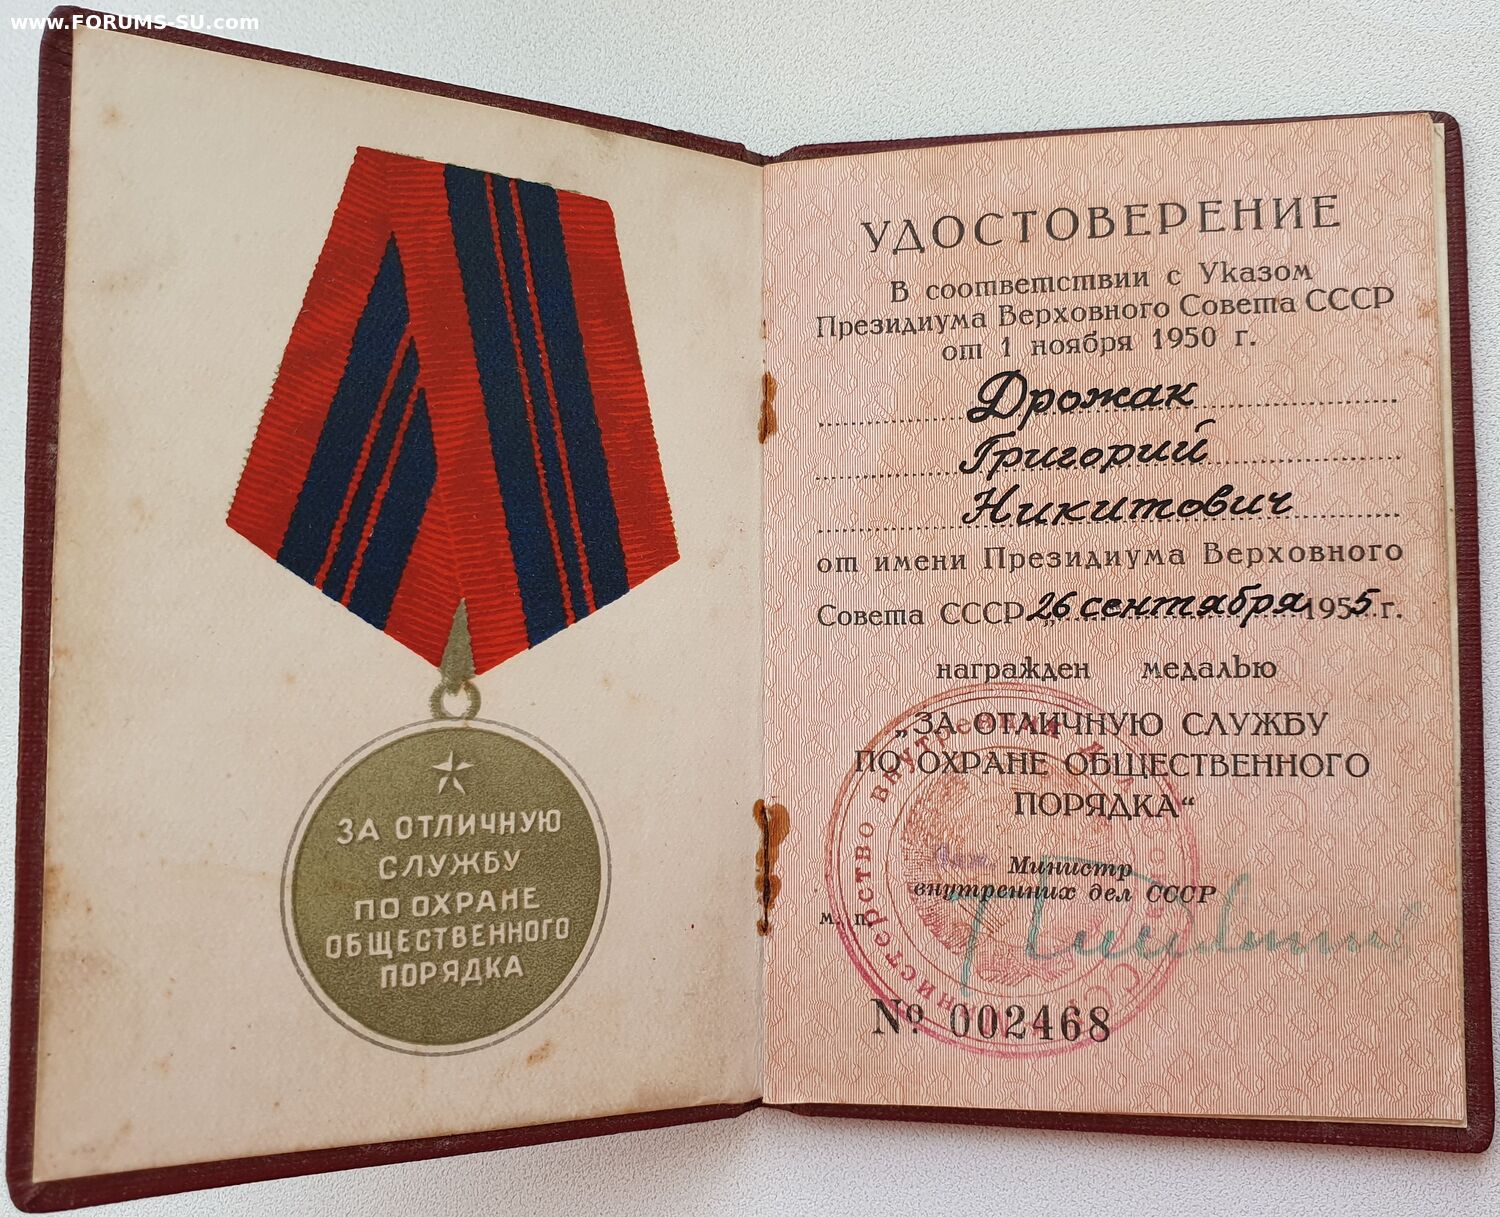 www.FORUMS-SU.com
ЗА ОТЛИЧНУЮ
СЛУЖБУ
ПО ОХРАНЕ
ОБЩЕСТВЕННОГО
ПОРЯДКА
УДОСТОВЕРЕНИЕ
В соответствии с Указом
Президиума Верховного Совета СССР
от 1 ноября 1950 г.
Дрожак
Григорий
Никитович
от имени Президиума Верховного
Совета СССР „26 сентября 1955 г.
награжден медалью
„ЗА ОТЛИЧНУЮ СЛУЖБУ
ПО ОХРАНЕ ОБЩЕСТВЕННОГО
ПОРЯДКА“
Министр
внутренних дел СССР
м. п.
№ 002468